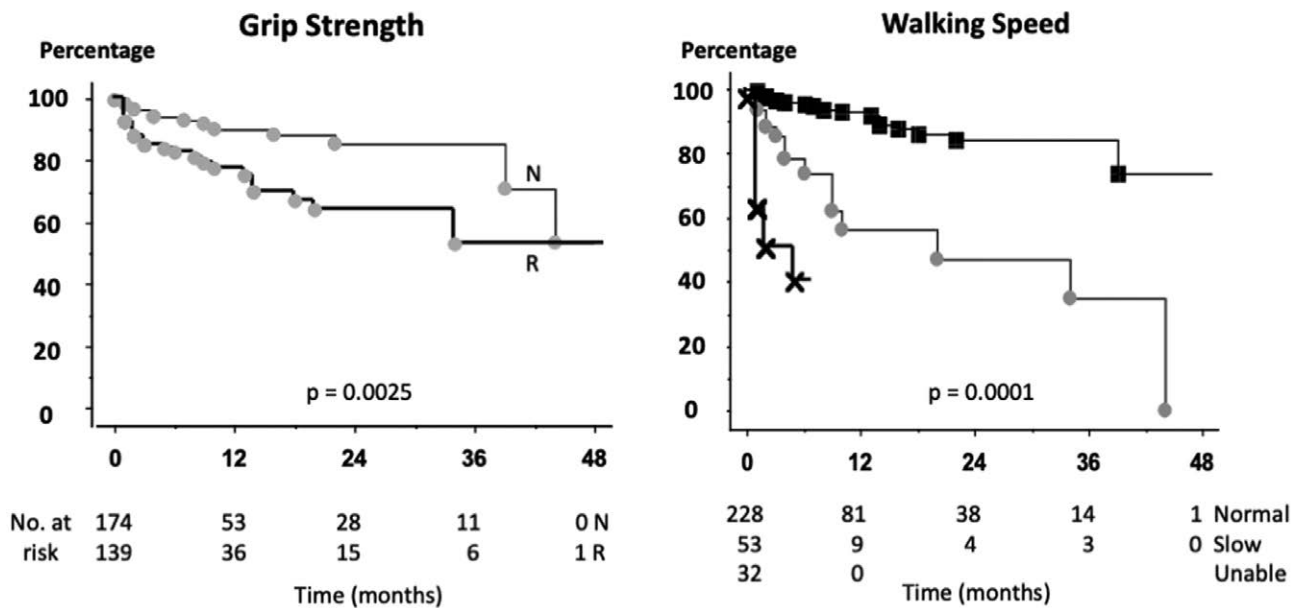 Grip Strength
Percentage
100
80
60
40
20
0
N
R
p = 0.0025
0 12 24 36 48
No. at 174 53 28 11 0 N
risk 139 36 15 6 1 R
Time (months)
Walking Speed
Percentage
100
80
60
40
20
0
p = 0.0001
0 12 24 36 48
228 81 38 14 1 Normal
53 9 4 3 0 Slow
32 0 Unable
Time (months)